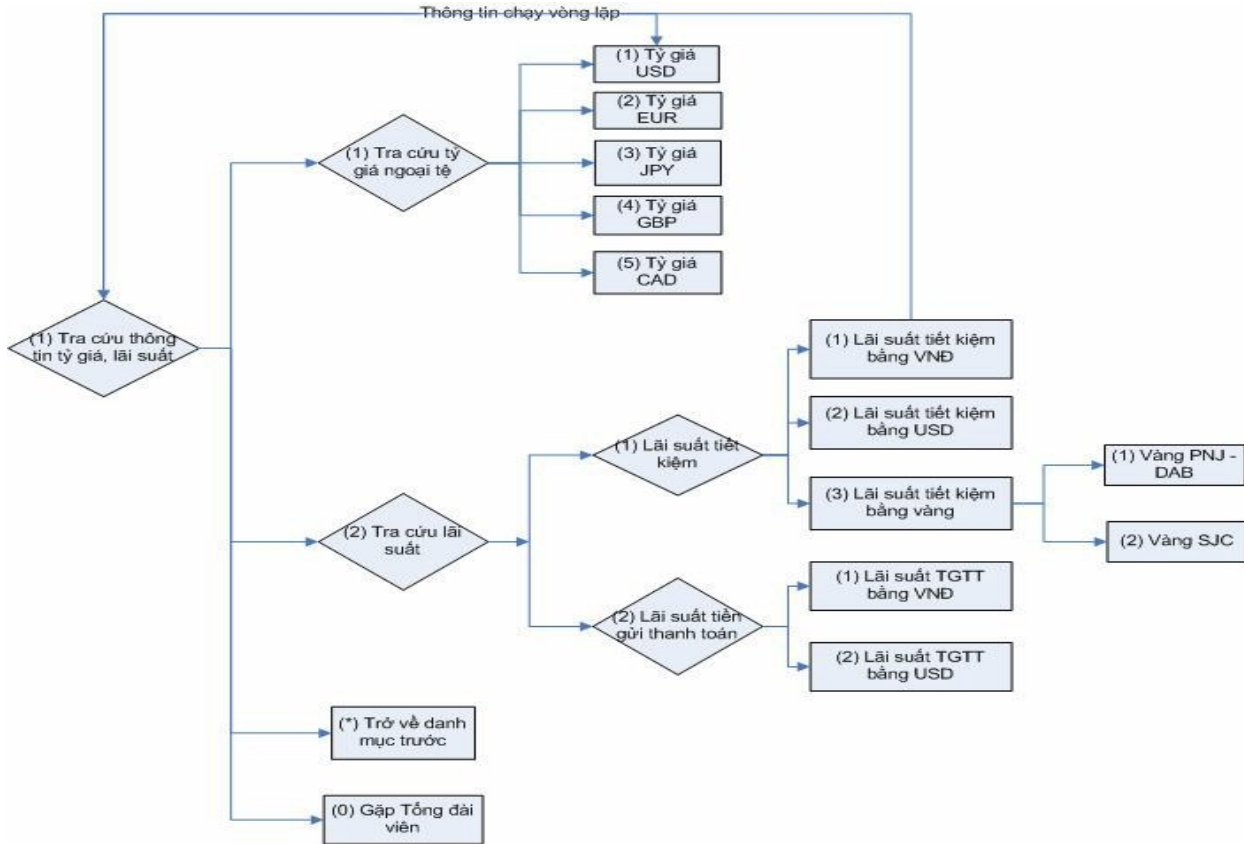 Thông tin chạy vòng lặp
(1) Tỷ giá
USD
(2) Tỷ giá
EUR
(1) Tra cứu tỷ
giá ngoại tệ
(3) Tỷ giá
JPY
(4) Tỷ giá
GBP
(5) Tỷ giá
CAD
(1) Tra cứu thông
tin tỷ giá, lãi suất
(1) Lãi suất tiết kiệm
bằng VNĐ
(2) Lãi suất tiết kiệm
bằng USD
(1) Lãi suất tiết
kiệm
(3) Lãi suất tiết kiệm
bằng vàng
(1) Vàng PNJ -
DAB
(2) Vàng SJC
(2) Tra cứu lãi
suất
(1) Lãi suất TGTT
bằng VNĐ
(2) Lãi suất tiền
gửi thanh toán
(2) Lãi suất TGTT
bằng USD
(*) Trở về danh
mục trước
(0) Gặp Tổng đài
viên